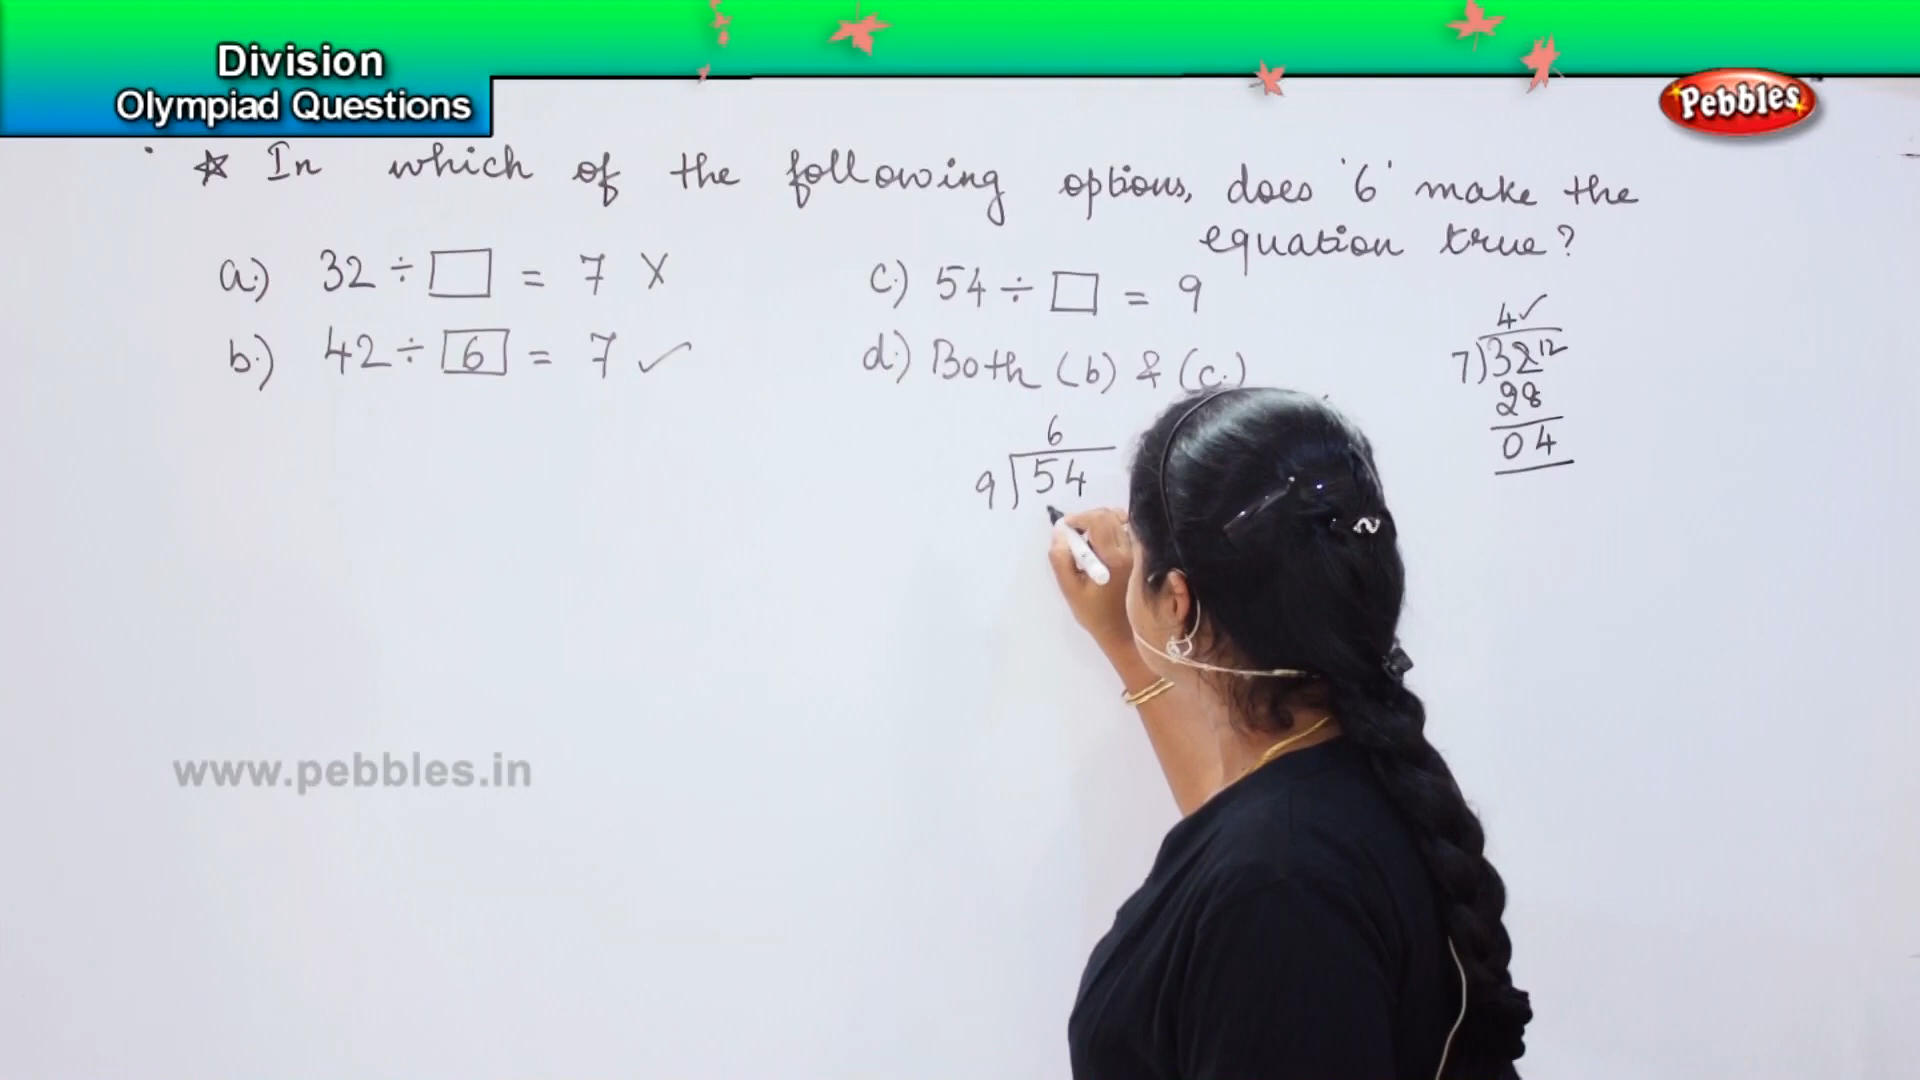 Division
Olympiad Questions
Pebbles
☆ In which of the following options, does '6' make the
equation true?
a.) 32 ÷ □ = 7 X
b.) 42 ÷ 6 = 7 ✓
c.) 54 ÷ □ = 9
d.) Both (b) & (c.)
6
9)54
4✓
7)32 12
28
04
www.pebbles.in